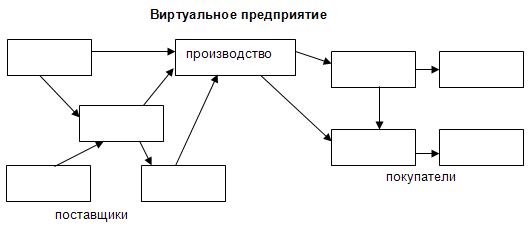 Виртуальное предприятие
производство
покупатели
поставщики